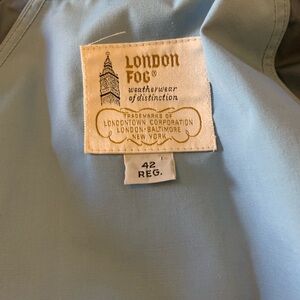 LONDON
FOG®
weatherwear
of distinction
TRADEMARKS OF
LONDONTOWN CORPORATION
LONDON·BALTIMORE
NEW YORK
42
REG.